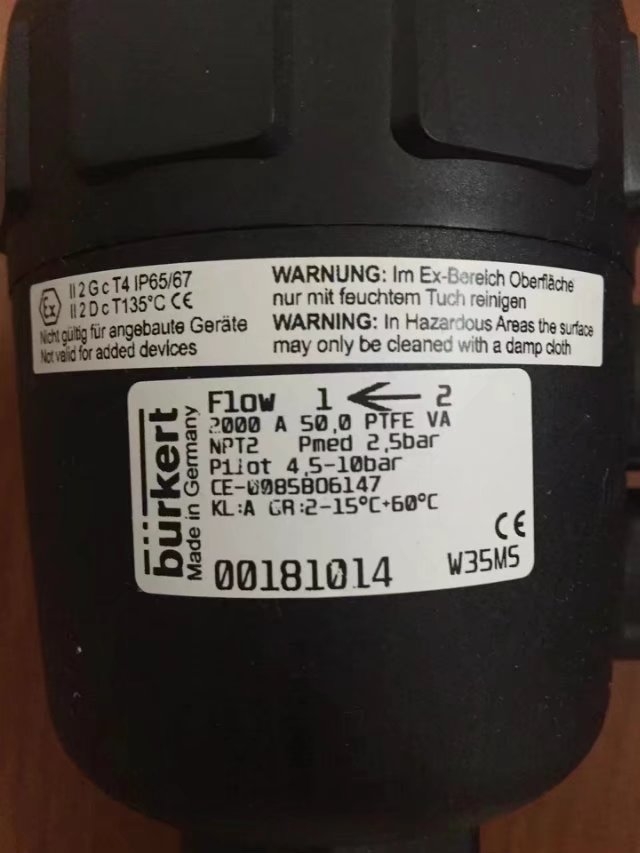 Ex II 2 G c T4 IP65/67
II 2 D c T135°C CE
Nicht gültig für angebaute Geräte
Not valid for added devices
WARNUNG: Im Ex-Bereich Oberfläche
nur mit feuchtem Tuch reinigen
WARNING: In Hazardous Areas the surface
may only be cleaned with a damp cloth
bürkert
Made in Germany
Flow 1 ← 2
2000 A 50,0 PTFE VA
NPT2 Pmed 2,5bar
Pilot 4,5-10bar
CE-0085BO6147
KL:A GR:2-15°C+60°C
CE
00181014 W35MS